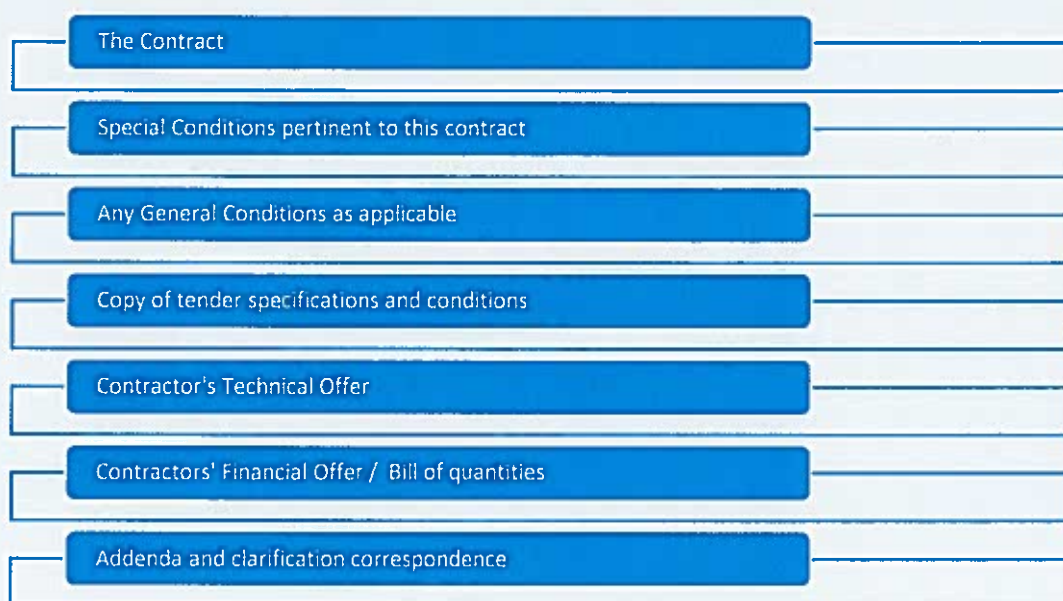 The Contract
Special Conditions pertinent to this contract
Any General Conditions as applicable
Copy of tender specifications and conditions
Contractor's Technical Offer
Contractors' Financial Offer / Bill of quantities
Addenda and clarification correspondence